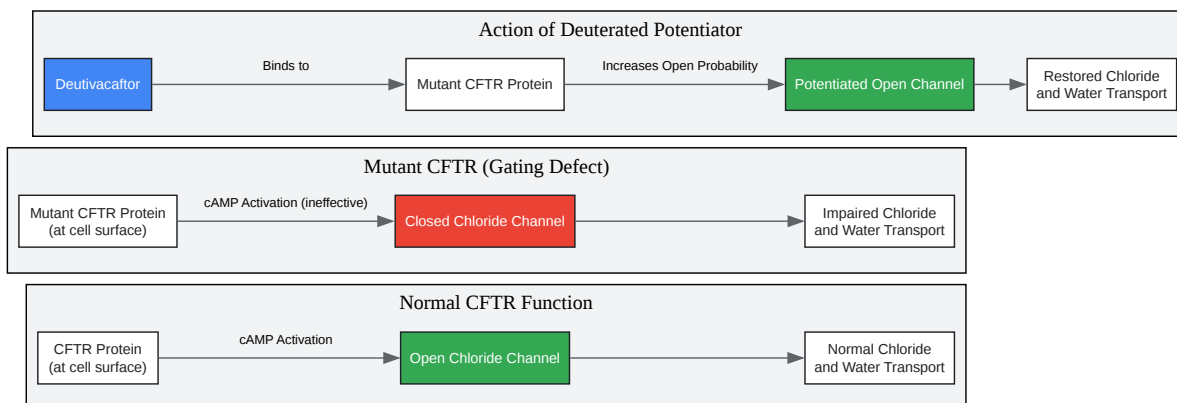 Action of Deuterated Potentiator
Deutivacaftor
Binds to
Mutant CFTR Protein
Increases Open Probability
Potentiated Open Channel
Restored Chloride
and Water Transport
Mutant CFTR (Gating Defect)
Mutant CFTR Protein
(at cell surface)
cAMP Activation (ineffective)
Closed Chloride Channel
Impaired Chloride
and Water Transport
Normal CFTR Function
CFTR Protein
(at cell surface)
cAMP Activation
Open Chloride Channel
Normal Chloride
and Water Transport